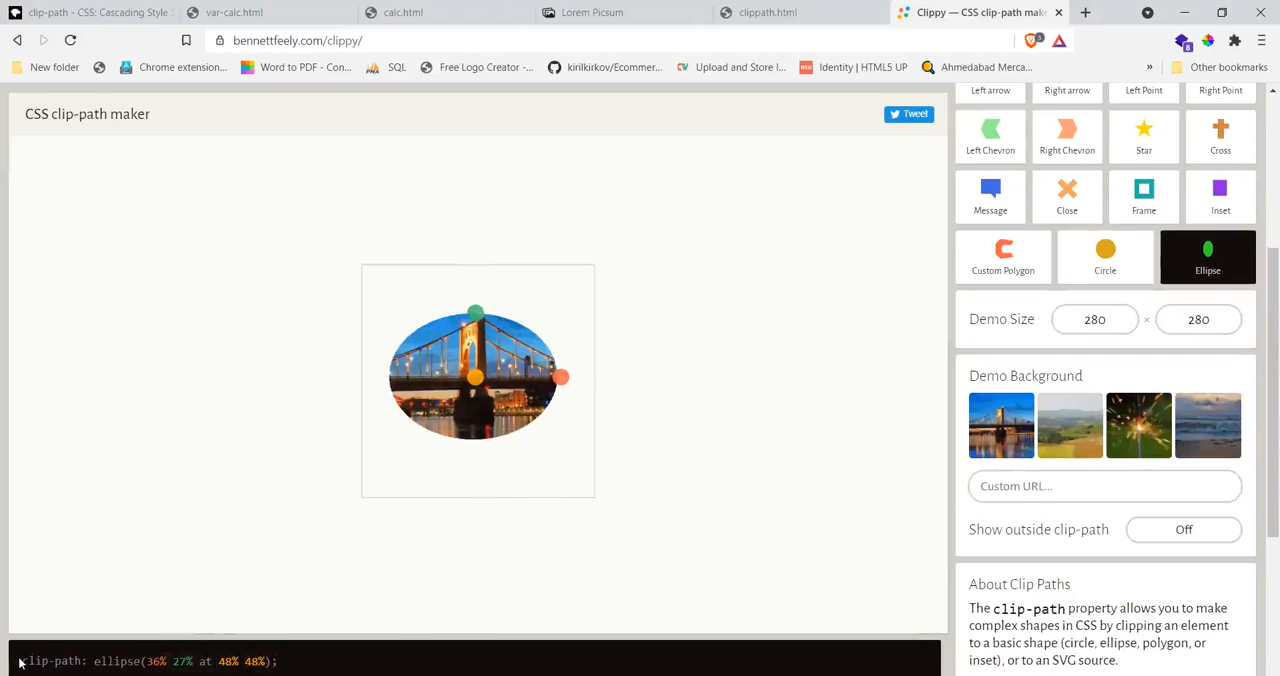 clip-path - CSS: Cascading Style S
var-calc.html
calc.html
Lorem Picsum
clippath.html
Clippy — CSS clip-path make
bennettfeely.com/clippy/
3
8
New folder
Chrome extension...
Word to PDF - Con...
SQL
Free Logo Creator -...
kirilkirkov/Ecommer...
Upload and Store I...
Identity | HTML5 UP
Ahmedabad Merca...
»
Other bookmarks
CSS clip-path maker
Tweet
Left arrow
Right arrow
Left Point
Right Point
Left Chevron
Right Chevron
Star
Cross
Message
Close
Frame
Inset
Custom Polygon
Circle
Ellipse
Demo Size
280
×
280
Demo Background
Custom URL...
Show outside clip-path
Off
About Clip Paths
The clip-path property allows you to make
complex shapes in CSS by clipping an element
to a basic shape (circle, ellipse, polygon, or
inset), or to an SVG source.
clip-path: ellipse(36% 27% at 48% 48%);